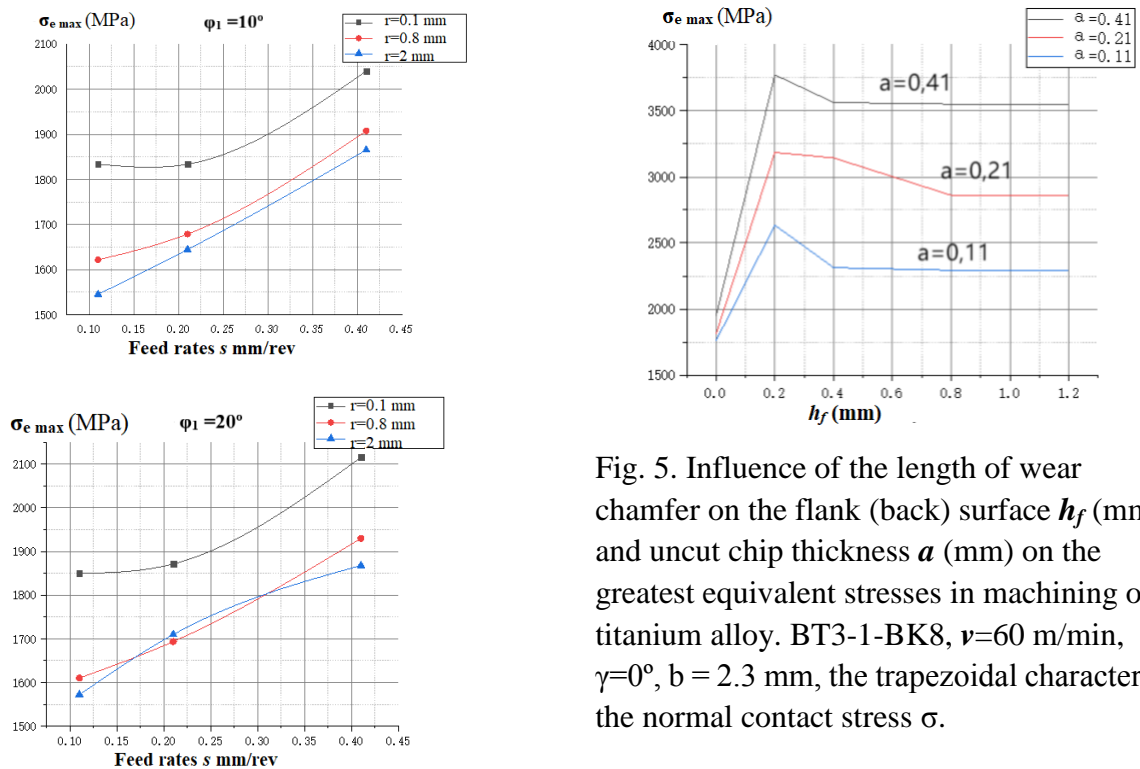 σe max (MPa)
φ1 =10º
r=0.1 mm
r=0.8 mm
r=2 mm
2100
2000
1900
1800
1700
1600
1500
0.10 0.15 0.20 0.25 0.30 0.35 0.40 0.45
Feed rates s mm/rev
σe max (MPa)
φ1 =20º
r=0.1 mm
r=0.8 mm
r=2 mm
2100
2000
1900
1800
1700
1600
1500
0.10 0.15 0.20 0.25 0.30 0.35 0.40 0.45
Feed rates s mm/rev
σe max (MPa)
a =0.41
a =0.21
a =0.11
4000
3500
3000
2500
2000
1500
a=0,41
a=0,21
a=0,11
0.0 0.2 0.4 0.6 0.8 1.0 1.2
hf (mm)
Fig. 5. Influence of the length of wear
chamfer on the flank (back) surface hf (mm
and uncut chip thickness a (mm) on the
greatest equivalent stresses in machining o
titanium alloy. BT3-1-BK8, v=60 m/min,
γ=0º, b = 2.3 mm, the trapezoidal character
the normal contact stress σ.